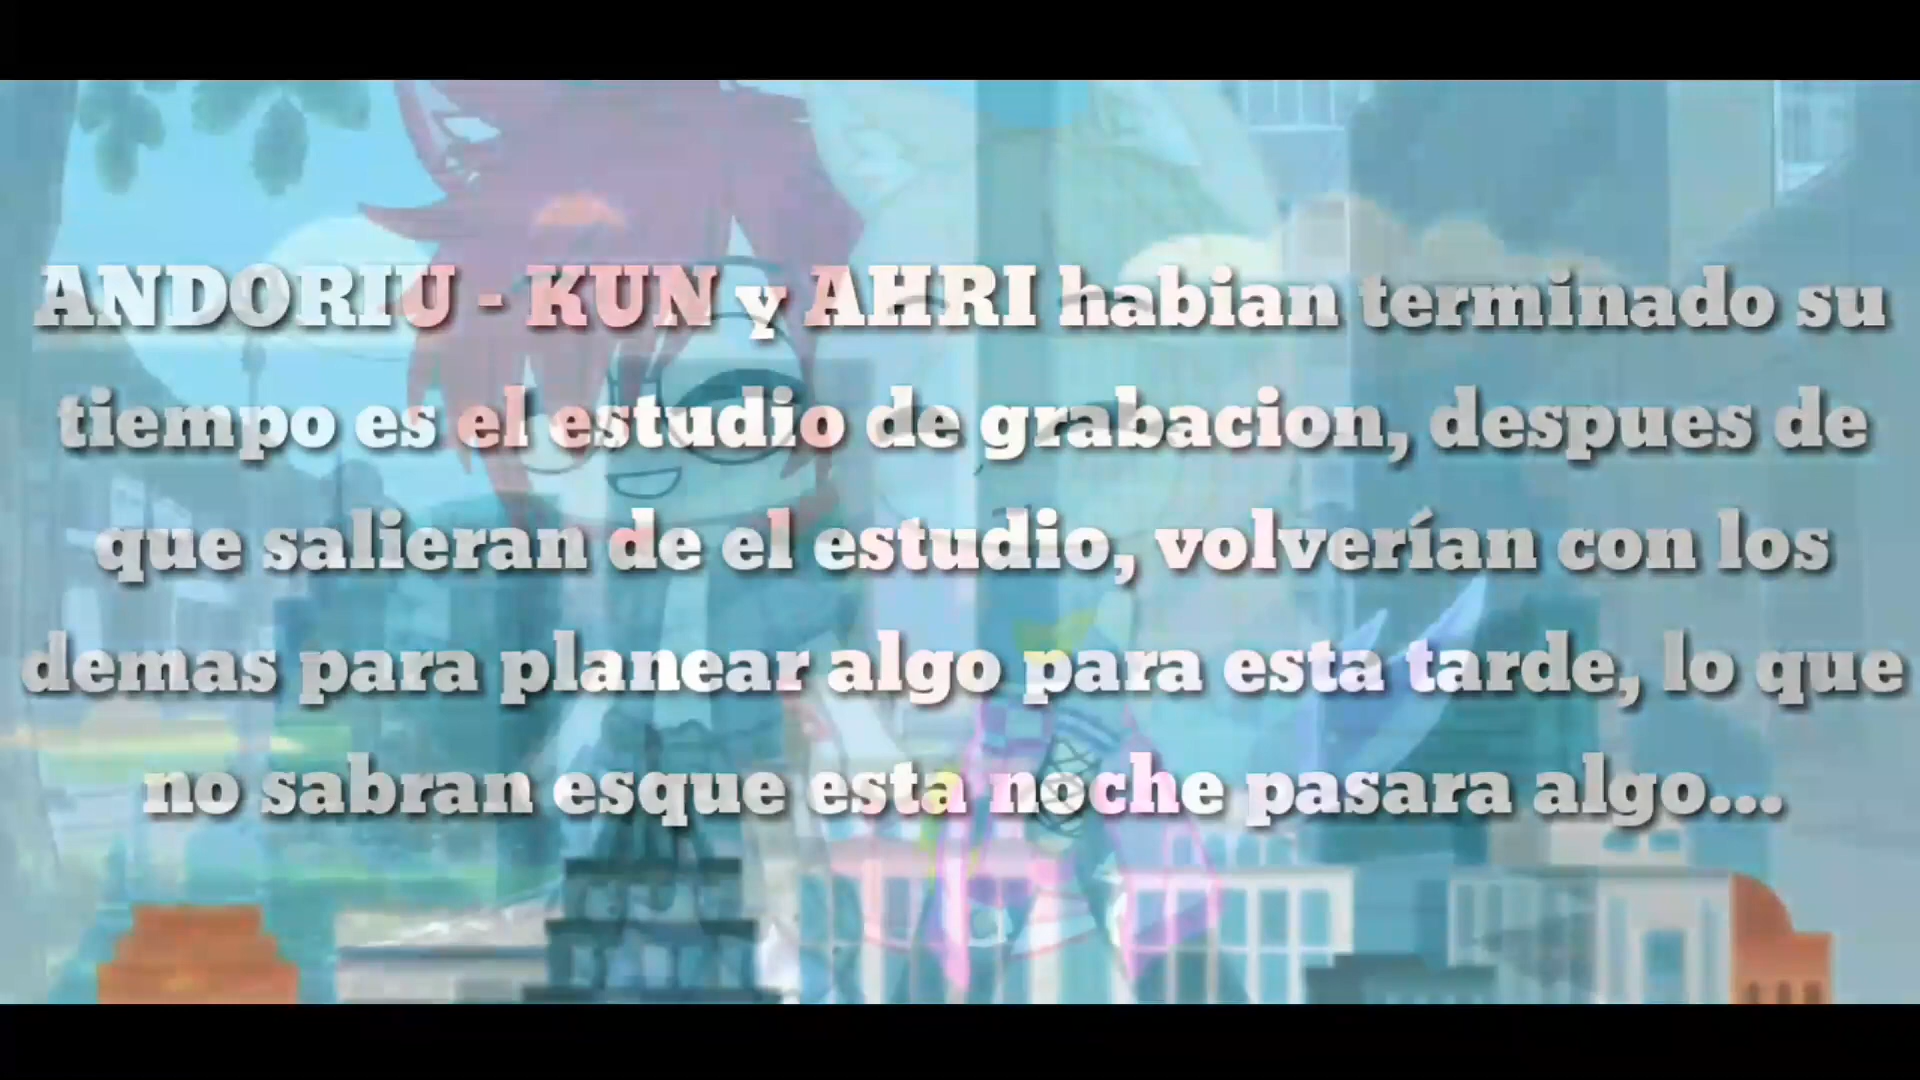 ANDORIU - KUN y AHRI habian terminado su
tiempo es el estudio de grabacion, despues de
que salieran de el estudio, volverían con los
demas para planear algo para esta tarde, lo que
no sabran esque esta noche pasara algo...